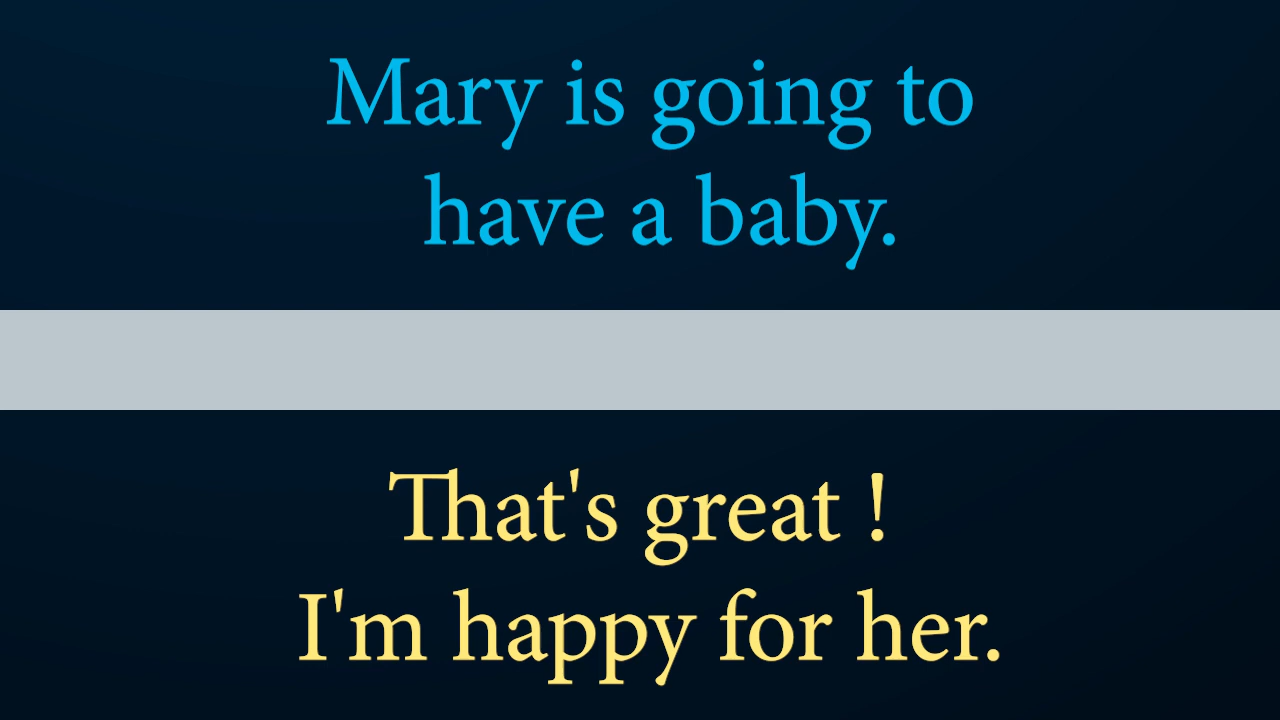 Mary is going to
have a baby.
That's great !
I'm happy for her.